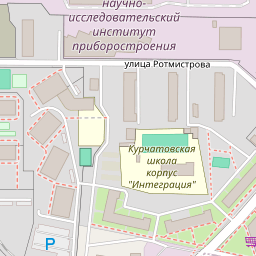 научно-
исследовательский
институт
приборостроения
улица Ротмистрова
Курчатовская
школа
корпус
"Интеграция"
P